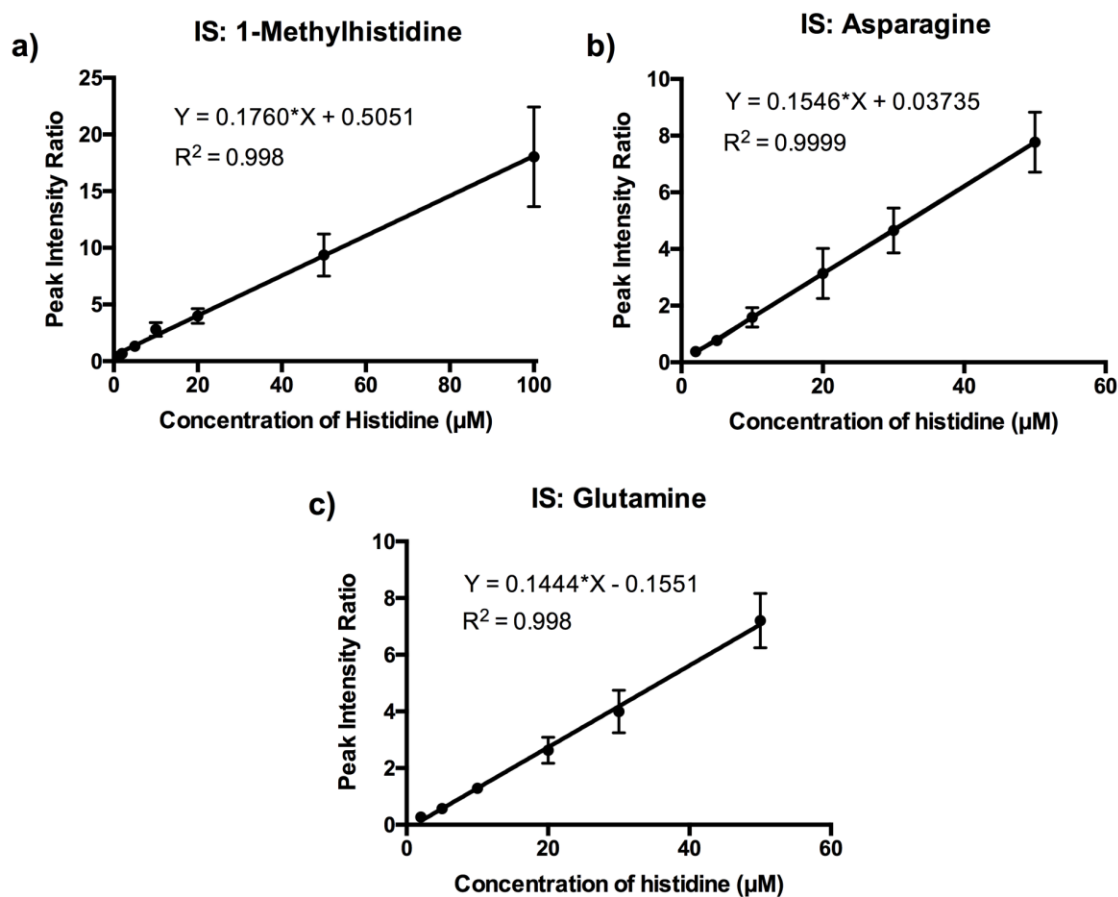 a)
IS: 1-Methylhistidine
Y = 0.1760*X + 0.5051
R² = 0.998
Peak Intensity Ratio
25
20
15
10
5
0
0 20 40 60 80 100
Concentration of Histidine (µM)
b)
IS: Asparagine
Y = 0.1546*X + 0.03735
R² = 0.9999
Peak Intensity Ratio
10
8
6
4
2
0
0 20 40 60
Concentration of histidine (µM)
c)
IS: Glutamine
Y = 0.1444*X - 0.1551
R² = 0.998
Peak Intensity Ratio
10
8
6
4
2
0
0 20 40 60
Concentration of histidine (µM)